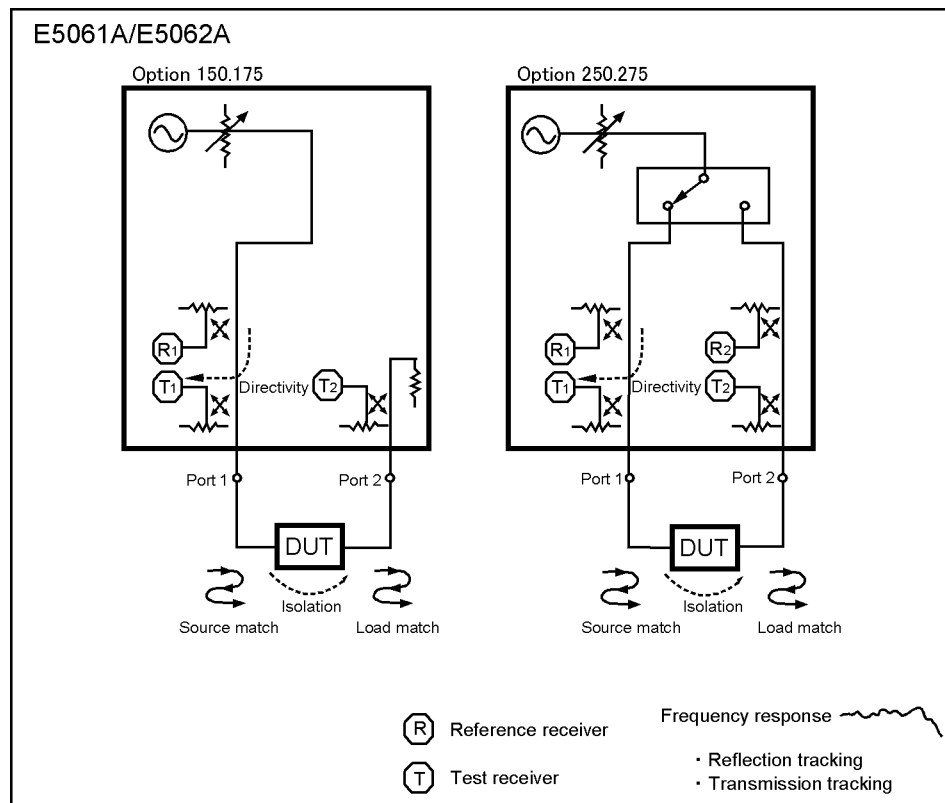 E5061A/E5062A
Option 150.175
R1
T1
Directivity
T2
Port 1
Port 2
DUT
Isolation
Source match
Load match
Option 250.275
R1
R2
T1
Directivity
T2
Port 1
Port 2
DUT
Isolation
Source match
Load match
R Reference receiver
T Test receiver
Frequency response
· Reflection tracking
· Transmission tracking